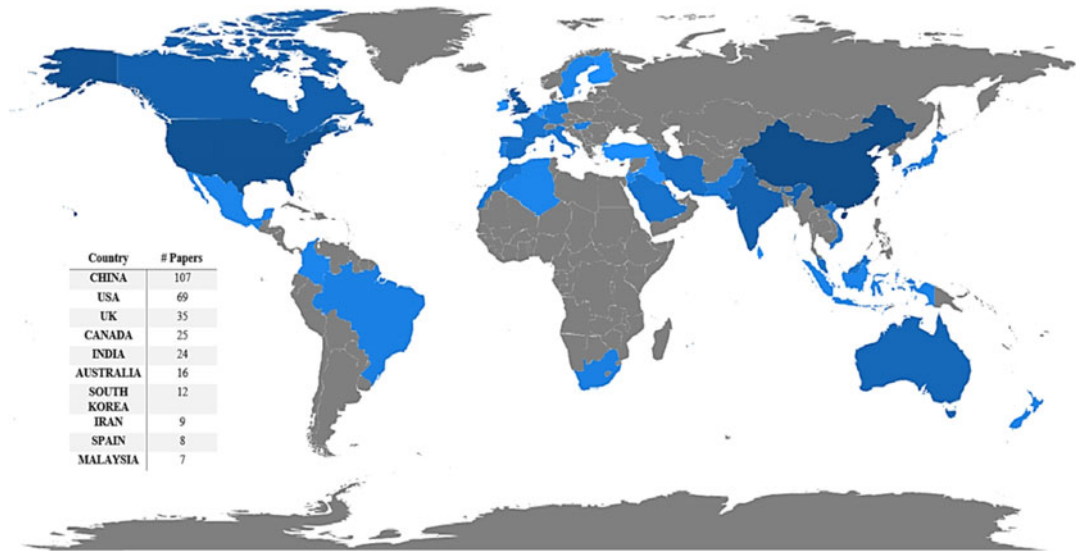 Country # Papers
CHINA 107
USA 69
UK 35
CANADA 25
INDIA 24
AUSTRALIA 16
SOUTH 12
KOREA
IRAN 9
SPAIN 8
MALAYSIA 7